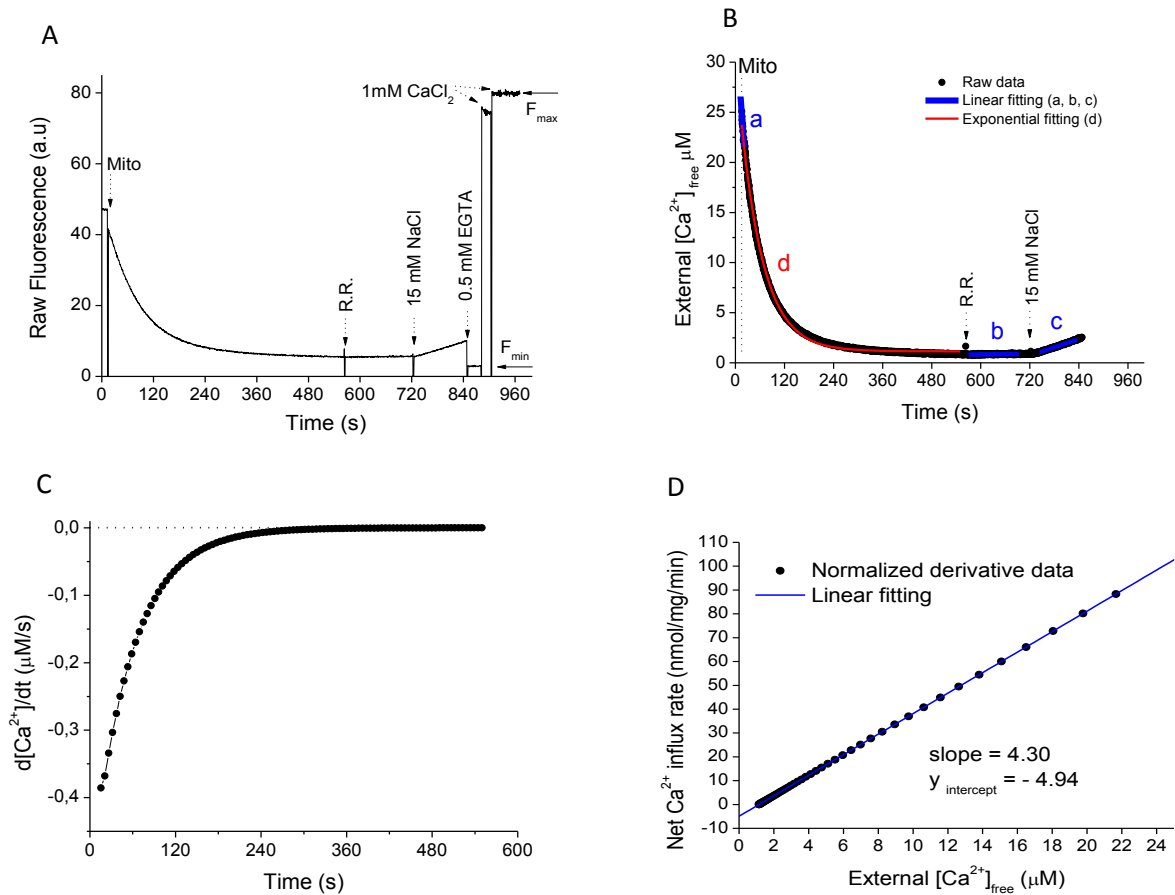 A
Raw Fluorescence (a.u)
80
60
40
20
0
Mito
R.R.
15 mM NaCl
0.5 mM EGTA
1mM CaCl₂
F max
F min
0 120 240 360 480 600 720 840 960
Time (s)
B
External [Ca²⁺] free μM
30
25
20
15
10
5
0
Mito
Raw data
Linear fitting (a, b, c)
Exponential fitting (d)
a
d
R.R.
b
15 mM NaCl
c
0 120 240 360 480 600 720 840 960
Time (s)
C
d[Ca²⁺]/dt (μM/s)
0,0
-0,1
-0,2
-0,3
-0,4
0 120 240 360 480 600
Time (s)
D
Net Ca²⁺ influx rate (nmol/mg/min)
110
100
90
80
70
60
50
40
30
20
10
0
-10
Normalized derivative data
Linear fitting
slope = 4.30
y intercept = - 4.94
0 2 4 6 8 10 12 14 16 18 20 22 24
External [Ca²⁺] free (μM)